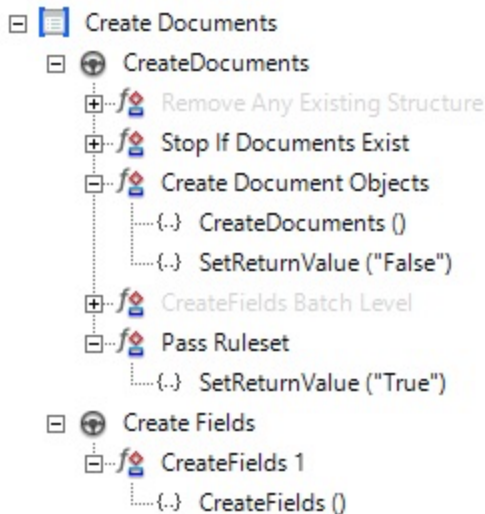 Create Documents
CreateDocuments
Remove Any Existing Structure
Stop If Documents Exist
Create Document Objects
{..} CreateDocuments ()
{..} SetReturnValue ("False")
CreateFields Batch Level
Pass Ruleset
{..} SetReturnValue ("True")
Create Fields
CreateFields 1
{..} CreateFields ()